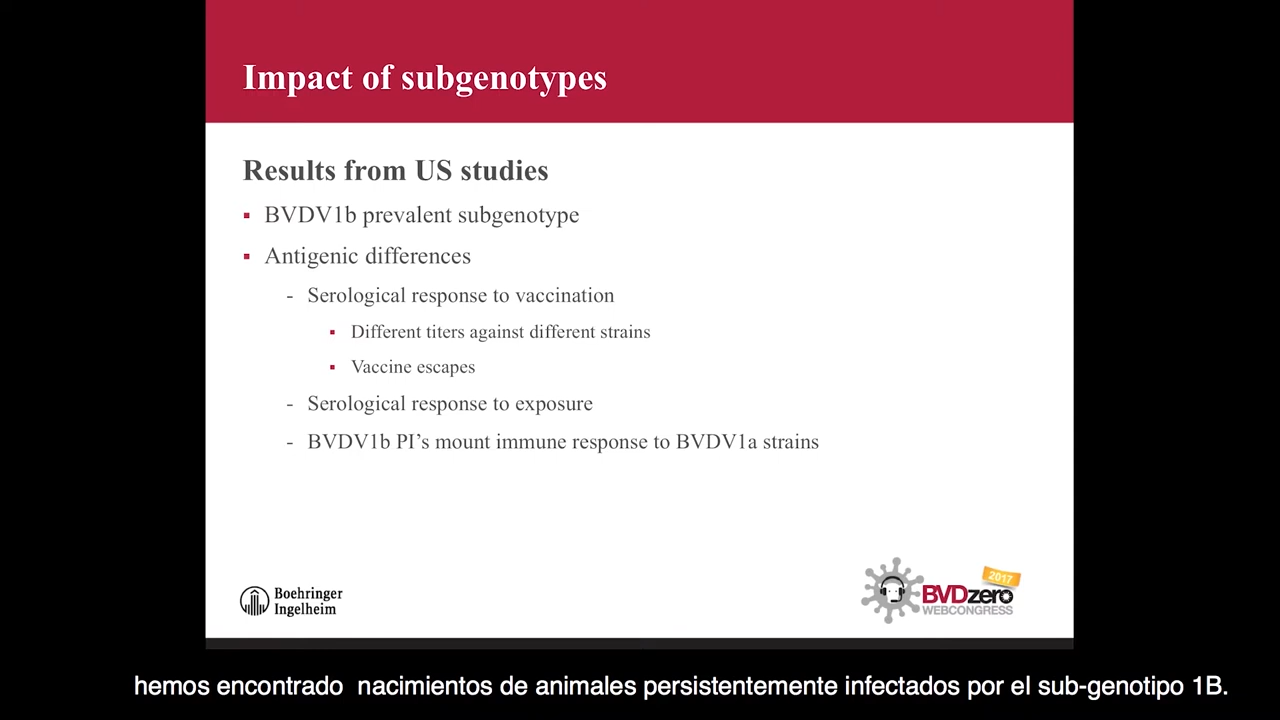 Impact of subgenotypes
Results from US studies
▪ BVDV1b prevalent subgenotype
▪ Antigenic differences
- Serological response to vaccination
▪ Different titers against different strains
▪ Vaccine escapes
- Serological response to exposure
- BVDV1b PI’s mount immune response to BVDV1a strains
Boehringer
Ingelheim
2017
BVDzero
WEBCONGRESS
hemos encontrado  nacimientos de animales persistentemente infectados por el sub-genotipo 1B.